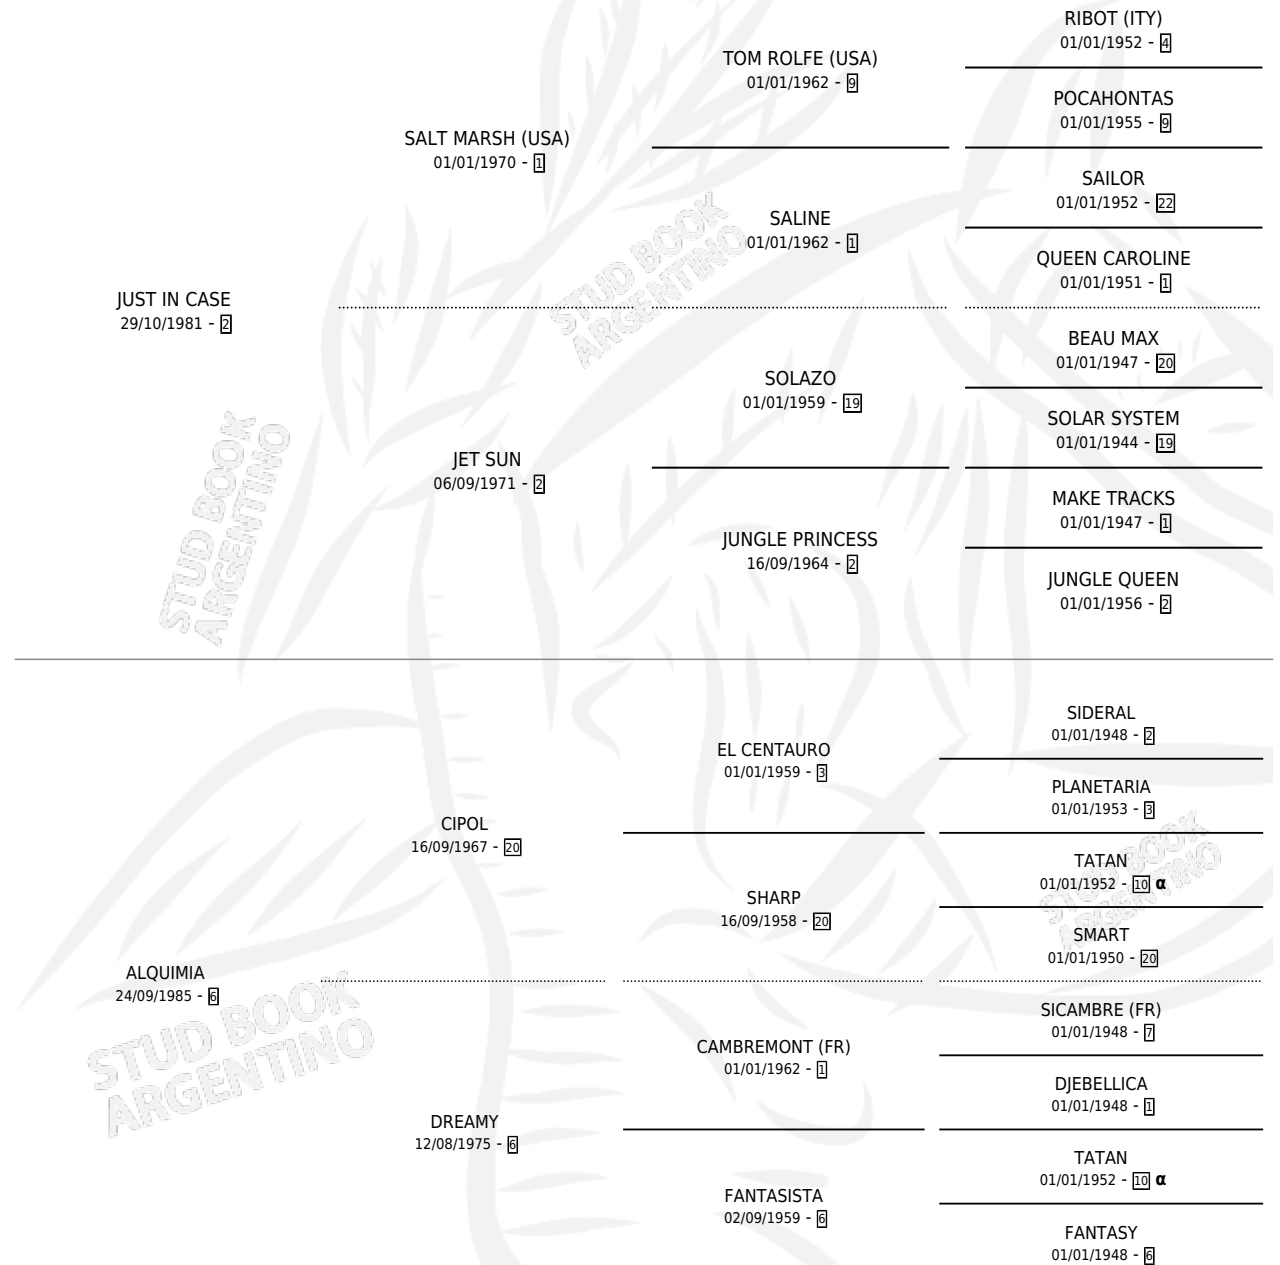 RIBOT (ITY)
01/01/1952 - 4
TOM ROLFE (USA)
01/01/1962 - 9
POCAHONTAS
01/01/1955 - 9
SALT MARSH (USA)
01/01/1970 - 1
SAILOR
01/01/1952 - 22
SALINE
01/01/1962 - 1
QUEEN CAROLINE
01/01/1951 - 1
STUD BOOK
ARGENTINO
JUST IN CASE
29/10/1981 - 2
BEAU MAX
01/01/1947 - 20
SOLAZO
01/01/1959 - 19
SOLAR SYSTEM
01/01/1944 - 19
JET SUN
06/09/1971 - 2
MAKE TRACKS
01/01/1947 - 1
JUNGLE PRINCESS
16/09/1964 - 2
JUNGLE QUEEN
01/01/1956 - 2
STUD BOOK
ARGENTINO
SIDERAL
01/01/1948 - 2
EL CENTAURO
01/01/1959 - 3
PLANETARIA
01/01/1953 - 3
CIPOL
16/09/1967 - 20
TATAN
01/01/1952 - 10 α
SHARP
16/09/1958 - 20
SMART
01/01/1950 - 20
STUD BOOK
ARGENTINO
ALQUIMIA
24/09/1985 - 6
SICAMBRE (FR)
01/01/1948 - 7
CAMBREMONT (FR)
01/01/1962 - 1
DJEBELLICA
01/01/1948 - 1
STUD BOOK
ARGENTINO
DREAMY
12/08/1975 - 6
TATAN
01/01/1952 - 10 α
FANTASISTA
02/09/1959 - 6
FANTASY
01/01/1948 - 6